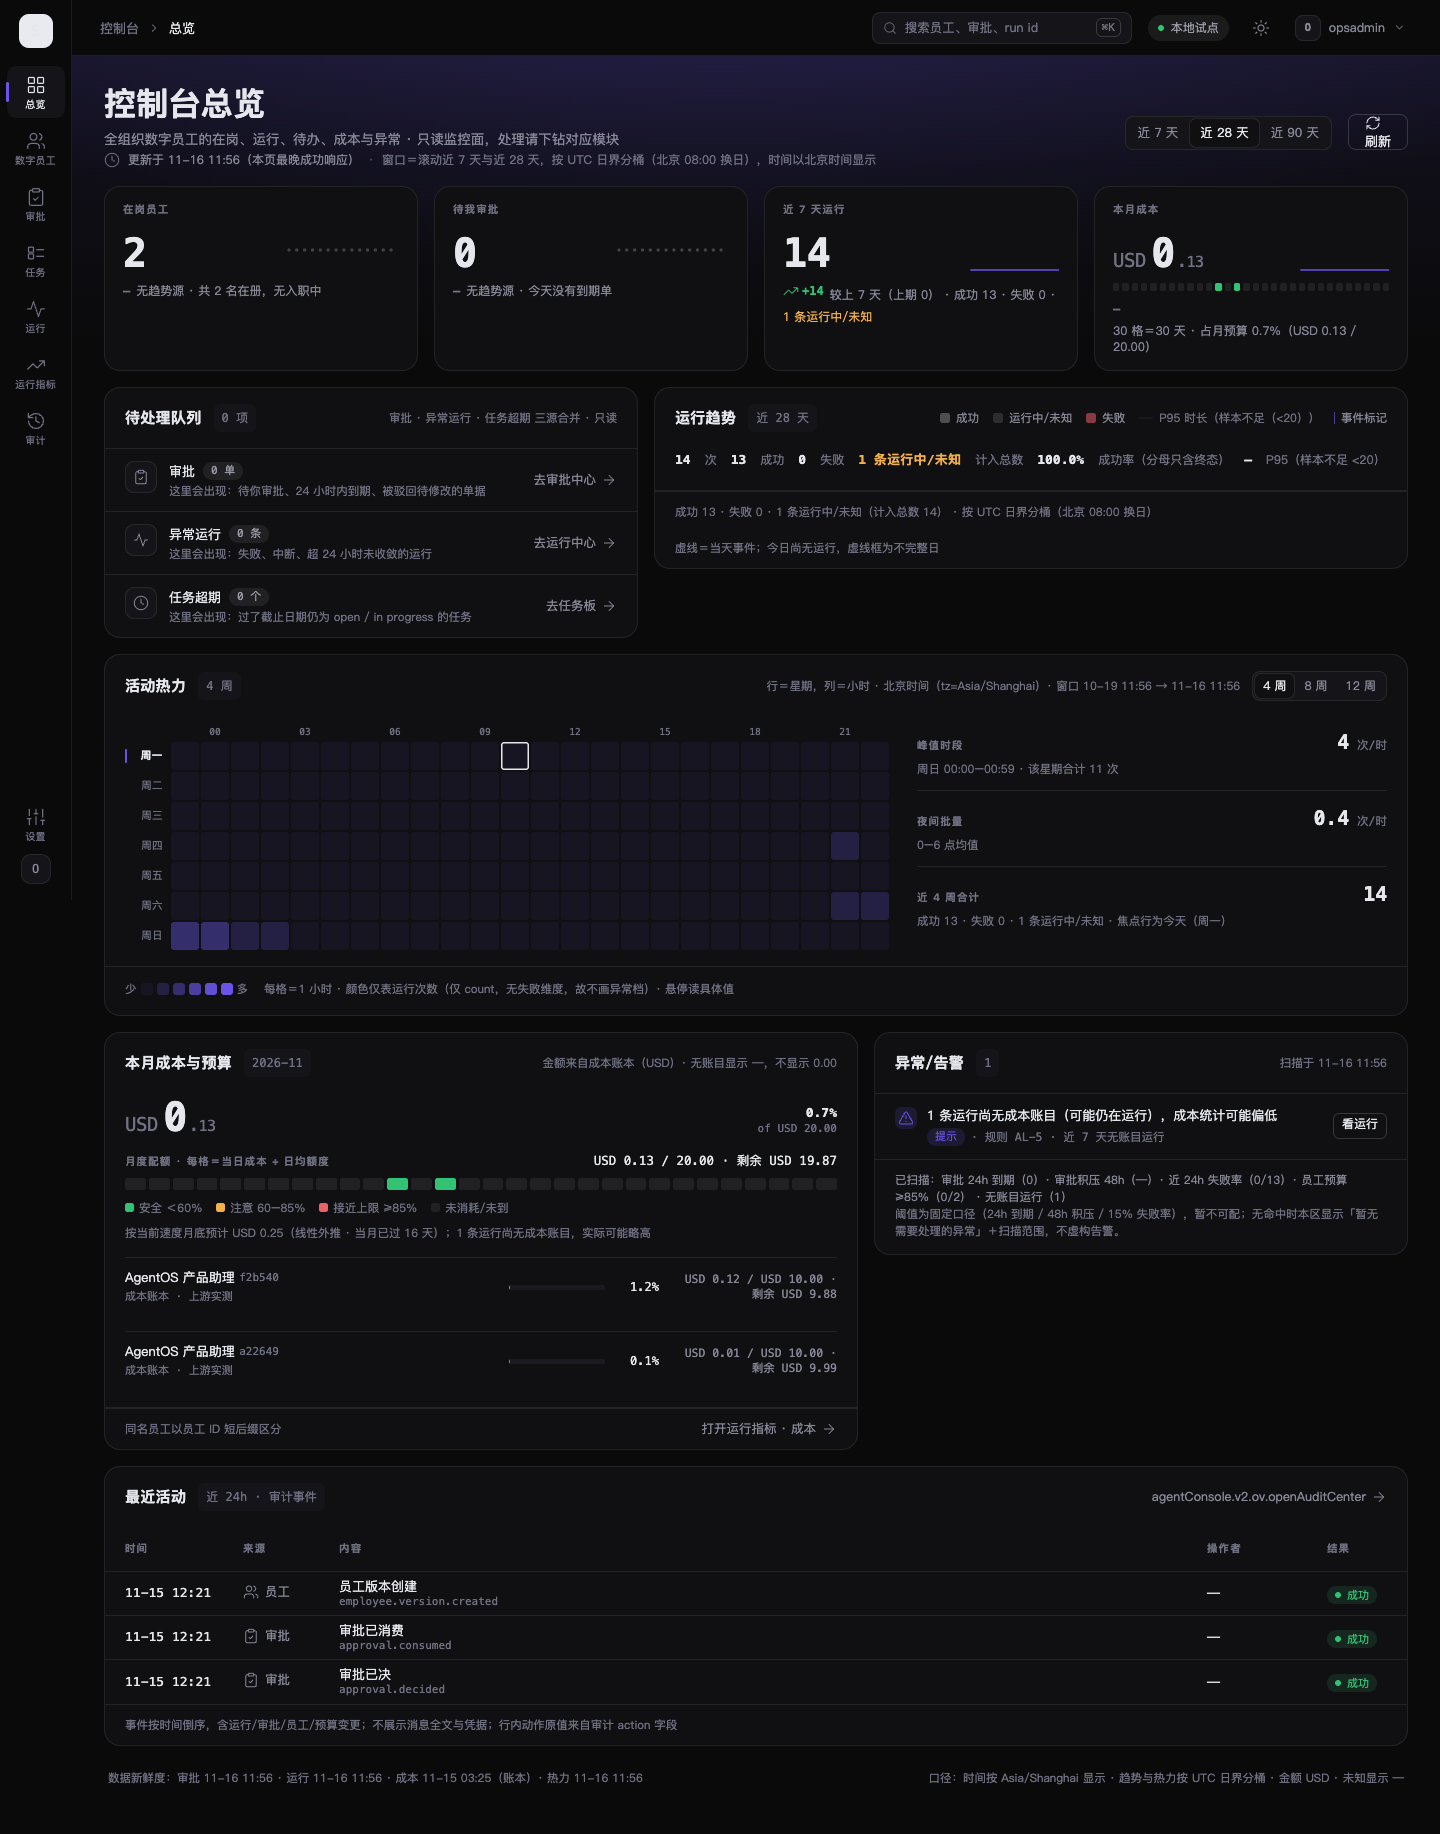 控制台 > 总览
搜索员工、审批、run id ⌘K
本地试点
0 opsadmin
总览
数字员工
审批
任务
运行
运行指标
审计
设置
0
控制台总览
全组织数字员工的在岗、运行、待办、成本与异常 · 只读监控面，处理请下钻对应模块
更新于 11-16 11:56（本页最晚成功响应） · 窗口=滚动近 7 天与近 28 天，按 UTC 日界分桶（北京 08:00 换日），时间以北京时间显示
近 7 天 近 28 天 近 90 天
刷新
在岗员工
2
— 无趋势源 · 共 2 名在册，无入职中
待我审批
0
— 无趋势源 · 今天没有到期单
近 7 天运行
14
+14 较上 7 天（上期 0） · 成功 13 · 失败 0 ·
1 条运行中/未知
本月成本
USD 0.13
—
30 格=30 天 · 占月预算 0.7%（USD 0.13 /
20.00）
待处理队列 0 项
审批 · 异常运行 · 任务超期 三源合并 · 只读
审批 0 单
这里会出现：待你审批、24 小时内到期、被驳回待修改的单据
去审批中心 →
异常运行 0 条
这里会出现：失败、中断、超 24 小时未收敛的运行
去运行中心 →
任务超期 0 个
这里会出现：过了截止日期仍为 open / in progress 的任务
去任务板 →
运行趋势 近 28 天
成功 运行中/未知 失败 P95 时长（样本不足（<20）） 事件标记
14 次 13 成功 0 失败 1 条运行中/未知 计入总数 100.0% 成功率（分母只含终态） — P95（样本不足 <20）
成功 13 · 失败 0 · 1 条运行中/未知（计入总数 14） · 按 UTC 日界分桶（北京 08:00 换日）
虚线=当天事件；今日尚无运行，虚线框为不完整日
活动热力 4 周
行=星期，列=小时 · 北京时间（tz=Asia/Shanghai）· 窗口 10-19 11:56 → 11-16 11:56
4 周 8 周 12 周
00 03 06 09 12 15 18 21
周一
周二
周三
周四
周五
周六
周日
峰值时段
4 次/时
周日 00:00—00:59 · 该星期合计 11 次
夜间批量
0.4 次/时
0—6 点均值
近 4 周合计
14
成功 13 · 失败 0 · 1 条运行中/未知 · 焦点行为今天（周一）
少 多 每格=1 小时 · 颜色仅表运行次数（仅 count，无失败维度，故不画异常档）· 悬停读具体值
本月成本与预算 2026-11
金额来自成本账本（USD）· 无账目显示 —，不显示 0.00
USD 0.13
0.7%
of USD 20.00
月度配额 · 每格=当日成本 ÷ 日均额度
USD 0.13 / 20.00 · 剩余 USD 19.87
安全 <60% 注意 60—85% 接近上限 ≥85% 未消耗/未到
按当前速度月底预计 USD 0.25（线性外推 · 当月已过 16 天）；1 条运行尚无成本账目，实际可能略高
AgentOS 产品助理 f2b540
成本账本 · 上游实测
1.2%
USD 0.12 / USD 10.00 ·
剩余 USD 9.88
AgentOS 产品助理 a22649
成本账本 · 上游实测
0.1%
USD 0.01 / USD 10.00 ·
剩余 USD 9.99
同名员工以员工 ID 短后缀区分
打开运行指标 · 成本 →
异常/告警 1
扫描于 11-16 11:56
1 条运行尚无成本账目（可能仍在运行），成本统计可能偏低
提示 · 规则 AL-5 · 近 7 天无账目运行
看运行
已扫描：审批 24h 到期（0）· 审批积压 48h（—）· 近 24h 失败率（0/13）· 员工预算
≥85%（0/2） · 无账目运行（1）
阈值为固定口径（24h 到期 / 48h 积压 / 15% 失败率），暂不可配；无命中时本区显示「暂无
需要处理的异常」+扫描范围，不虚构告警。
最近活动 近 24h · 审计事件
agentConsole.v2.ov.openAuditCenter →
时间 来源 内容 操作者 结果
11-15 12:21 员工 员工版本创建 — 成功
employee.version.created
11-15 12:21 审批 审批已消费 — 成功
approval.consumed
11-15 12:21 审批 审批已决 — 成功
approval.decided
事件按时间倒序，含运行/审批/员工/预算变更；不展示消息全文与凭据；行内动作原值来自审计 action 字段
数据新鲜度：审批 11-16 11:56 · 运行 11-16 11:56 · 成本 11-15 03:25（账本）· 热力 11-16 11:56
口径：时间按 Asia/Shanghai 显示 · 趋势与热力按 UTC 日界分桶 · 金额 USD · 未知显示 —